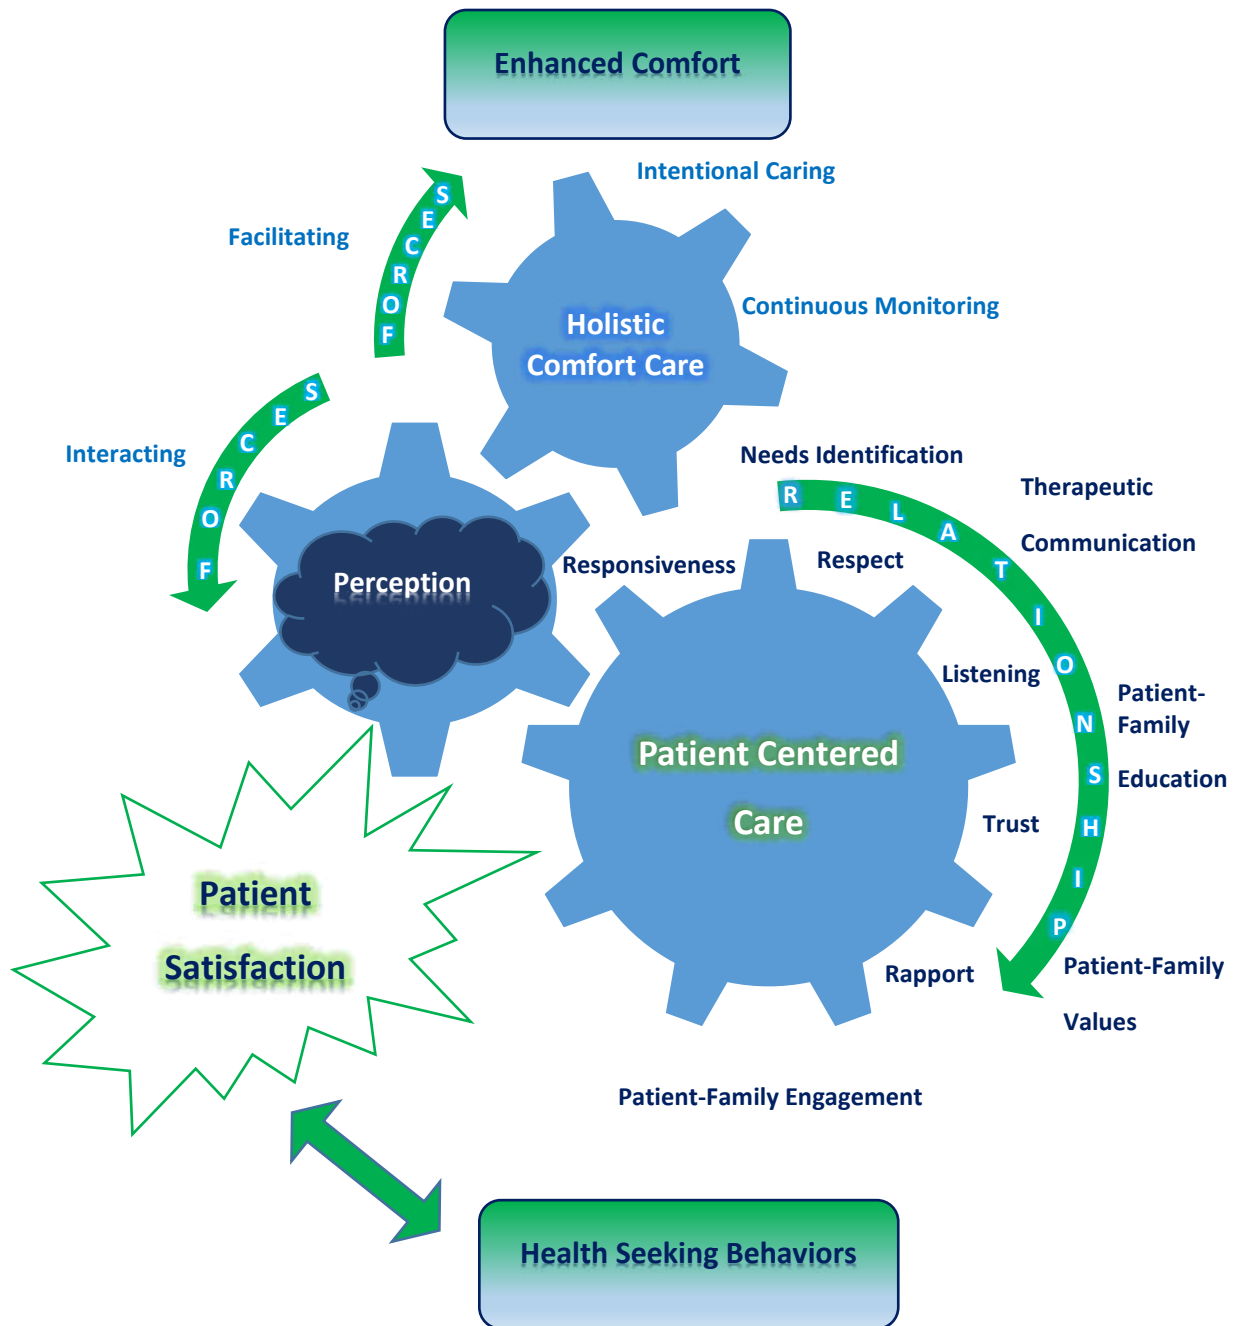 Enhanced Comfort
Intentional Caring
Facilitating
FORCES
Continuous Monitoring
Holistic
Comfort Care
Interacting
FORCES
Needs Identification
RELATIONSHIP
Therapeutic
Communication
Responsiveness
Respect
Perception
Listening
Patient-
Family
Education
Patient Centered
Care
Trust
Patient
Satisfaction
Rapport
Patient-Family
Values
Patient-Family Engagement
Health Seeking Behaviors